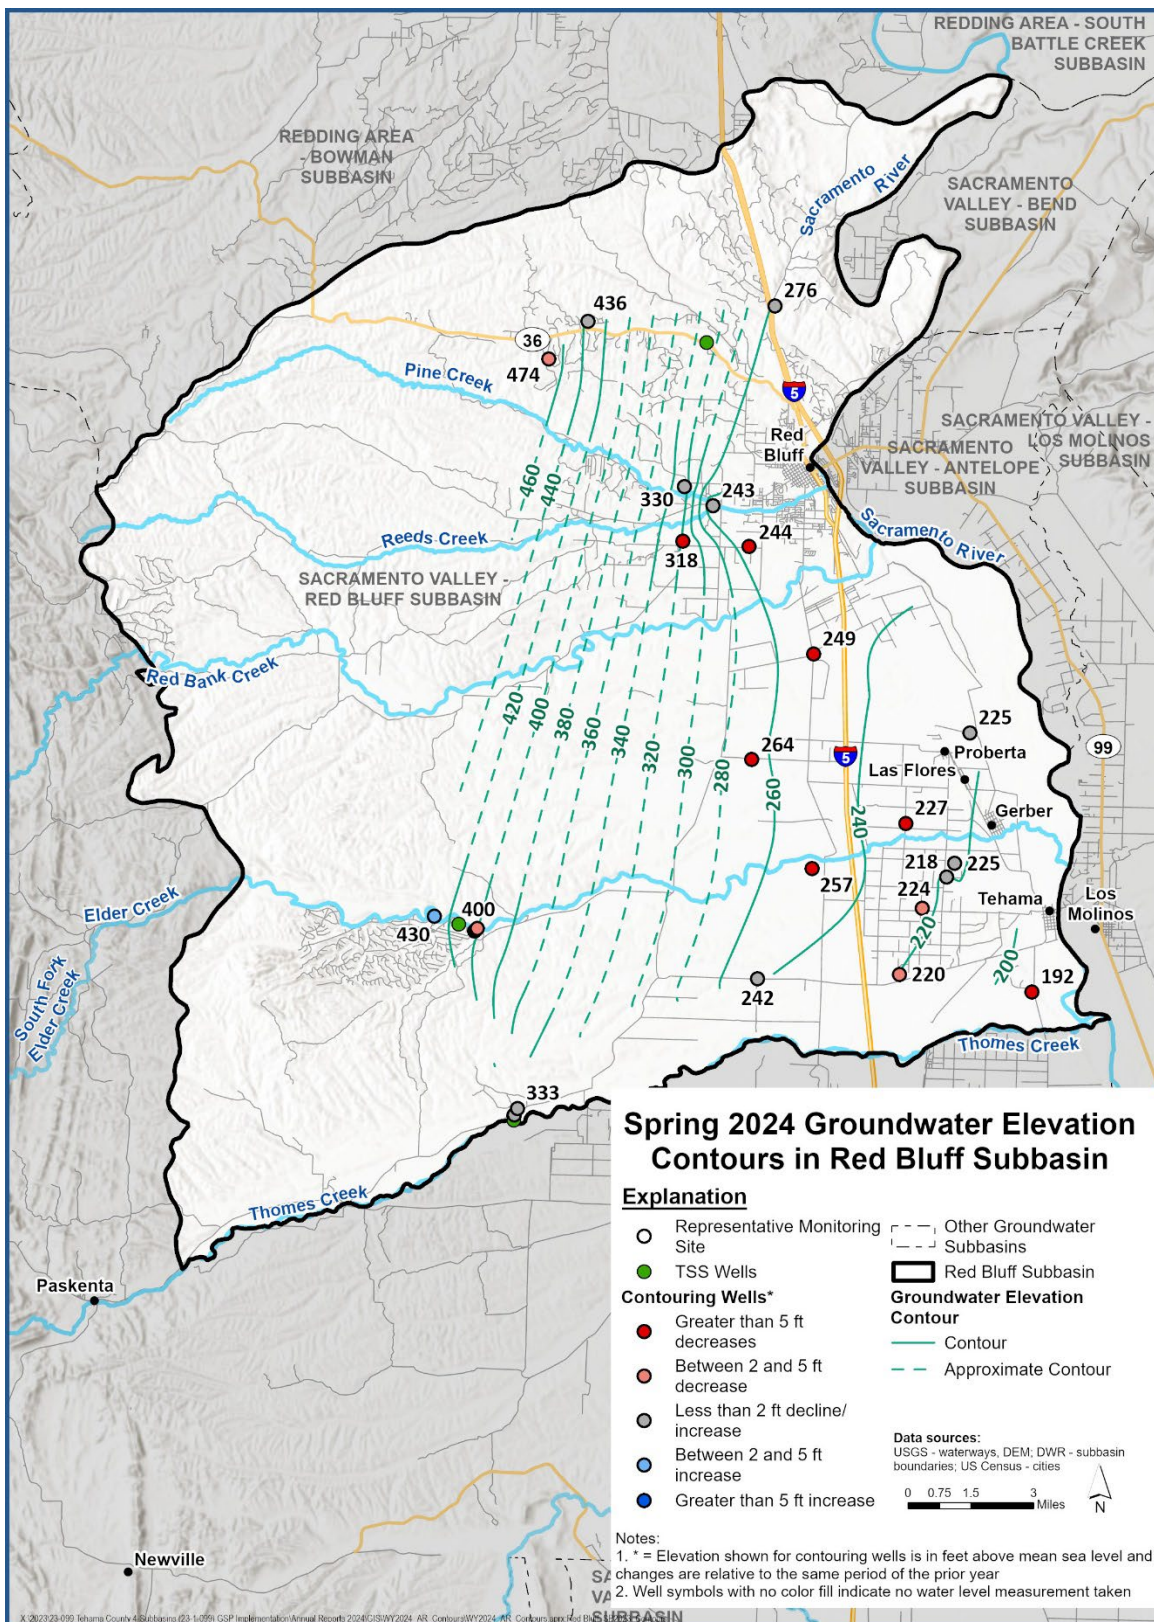 REDDING AREA - SOUTH
BATTLE CREEK
SUBBASIN
REDDING AREA
- BOWMAN
SUBBASIN
Sacramento
River
SACRAMENTO
VALLEY - BEND
SUBBASIN
276
436
36
474
Pine Creek
5
SACRAMENTO VALLEY -
LOS MOLINOS
SUBBASIN
Red
Bluff
SACRAMENTO
VALLEY - ANTELOPE
SUBBASIN
460
440
330
243
Sacramento River
Reeds Creek
244
318
SACRAMENTO VALLEY -
RED BLUFF SUBBASIN
249
Red Bank Creek
420
400
380
360
340
320
300
280
260
240
225
99
Proberta
264
5
Las Flores
227
Gerber
218
225
257
224
Tehama
Los
Molinos
Elder Creek
400
430
220
200
South Fork
Elder Creek
242
220
192
Thomes Creek
333
Thomes Creek
Paskenta
Newville
Spring 2024 Groundwater Elevation
Contours in Red Bluff Subbasin
Explanation
Representative Monitoring
Site
TSS Wells
Contouring Wells*
Greater than 5 ft
decreases
Between 2 and 5 ft
decrease
Less than 2 ft decline/
increase
Between 2 and 5 ft
increase
Greater than 5 ft increase
Other Groundwater
Subbasins
Red Bluff Subbasin
Groundwater Elevation
Contour
Contour
Approximate Contour
Data sources:
USGS - waterways, DEM; DWR - subbasin
boundaries; US Census - cities
0 0.75 1.5 3
Miles
N
Notes:
1. * = Elevation shown for contouring wells is in feet above mean sea level and
changes are relative to the same period of the prior year
2. Well symbols with no color fill indicate no water level measurement taken